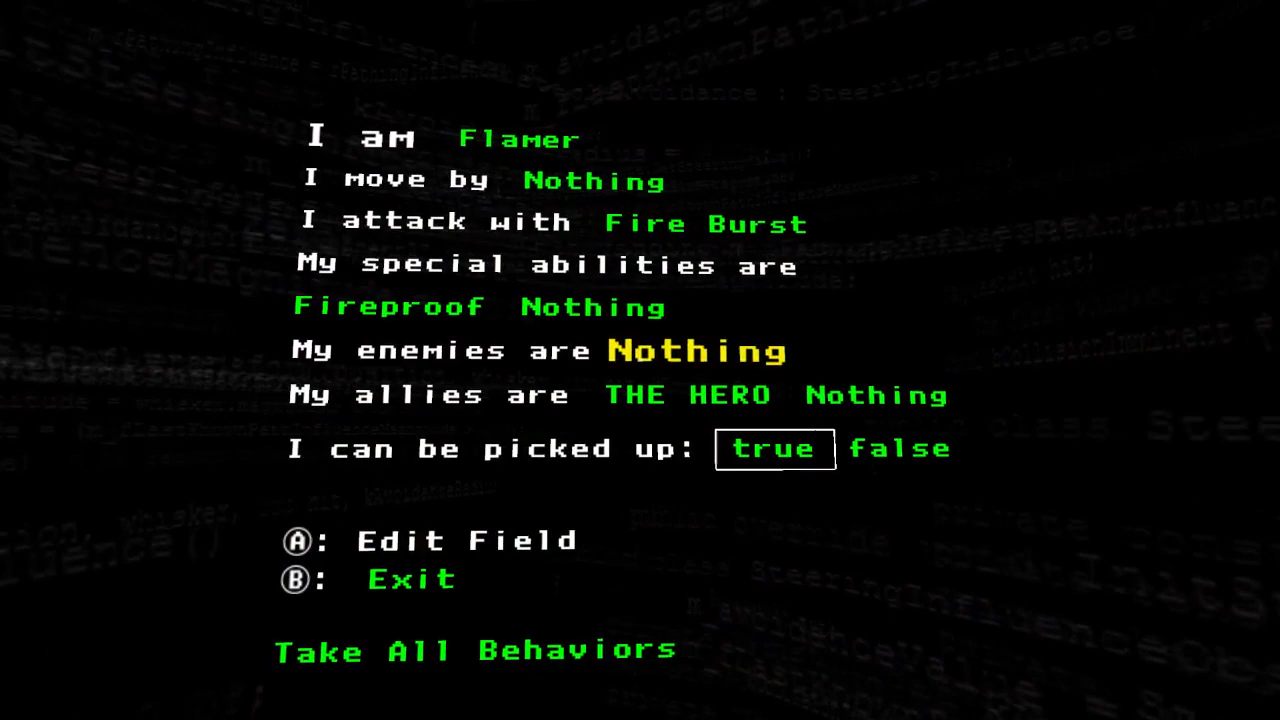 I am Flamer
I move by Nothing
I attack with Fire Burst
My special abilities are
Fireproof Nothing
My enemies are Nothing
My allies are THE HERO Nothing
I can be picked up: true false
Ⓐ: Edit Field
Ⓑ: Exit
Take All Behaviors